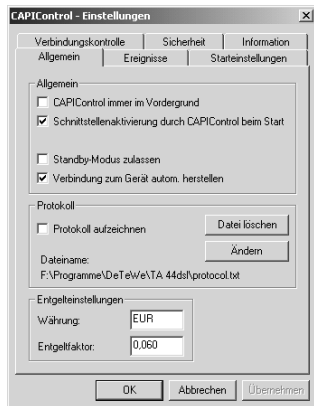 CAPIControl - Einstellungen
Verbindungskontrolle Sicherheit Information
Allgemein Ereignisse Starteinstellungen
Allgemein
CAPIControl immer im Vordergrund
Schnittstellenaktivierung durch CAPIControl beim Start
Standby-Modus zulassen
Verbindung zum Gerät autom. herstellen
Protokoll
Protokoll aufzeichnen Datei löschen
Ändern
Dateiname:
F:\Programme\DeTeWe\TA 44dsl\protocol.txt
Entgelteinstellungen
Währung: EUR
Entgeltfaktor: 0,060
OK Abbrechen Übernehmen